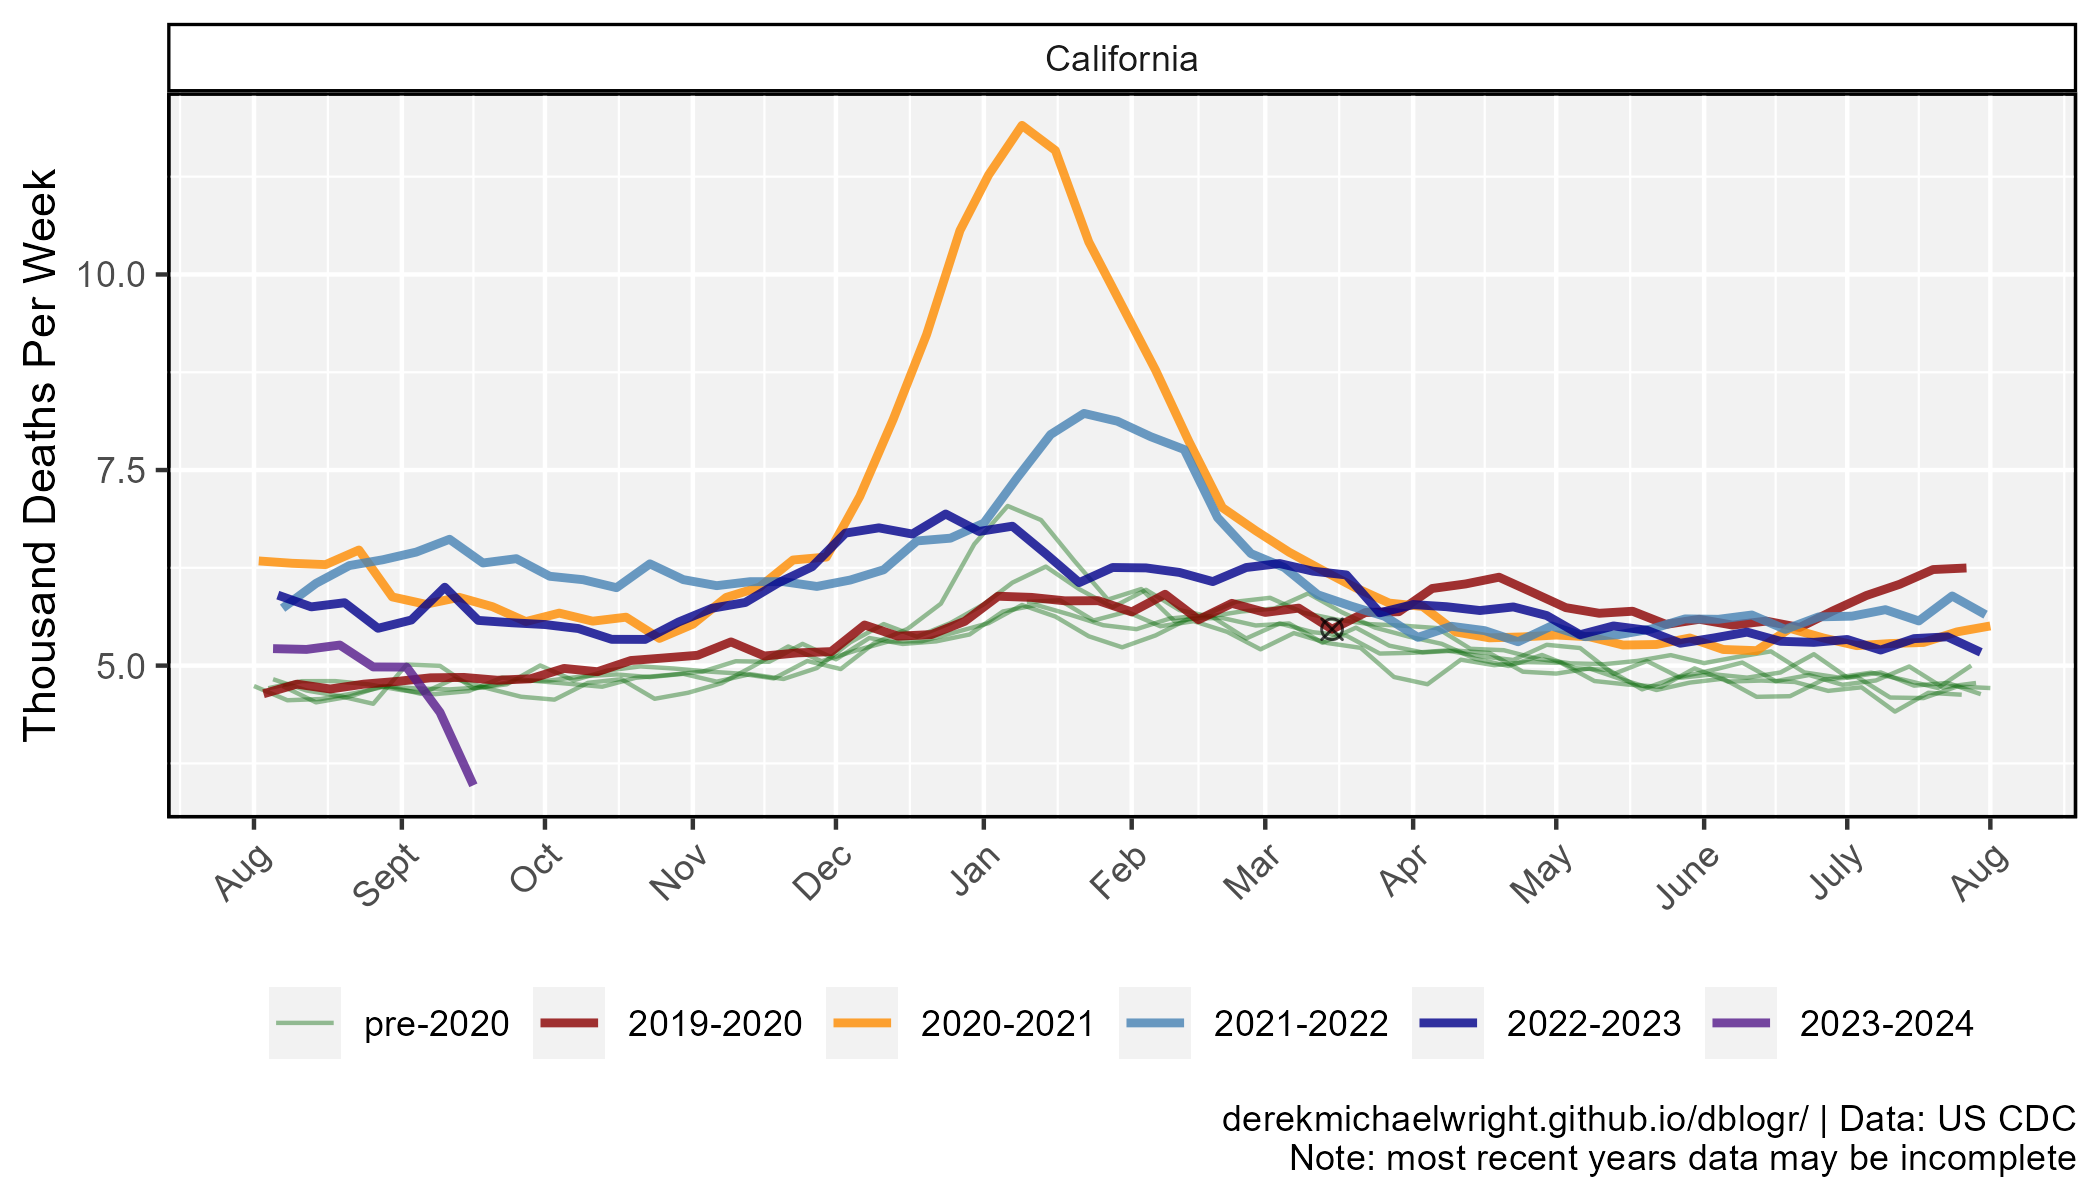 California
Thousand Deaths Per Week
10.0
7.5
5.0
Aug
Sept
Oct
Nov
Dec
Jan
Feb
Mar
Apr
May
June
July
Aug
pre-2020
2019-2020
2020-2021
2021-2022
2022-2023
2023-2024
derekmichaelwright.github.io/dblogr/ | Data: US CDC
Note: most recent years data may be incomplete